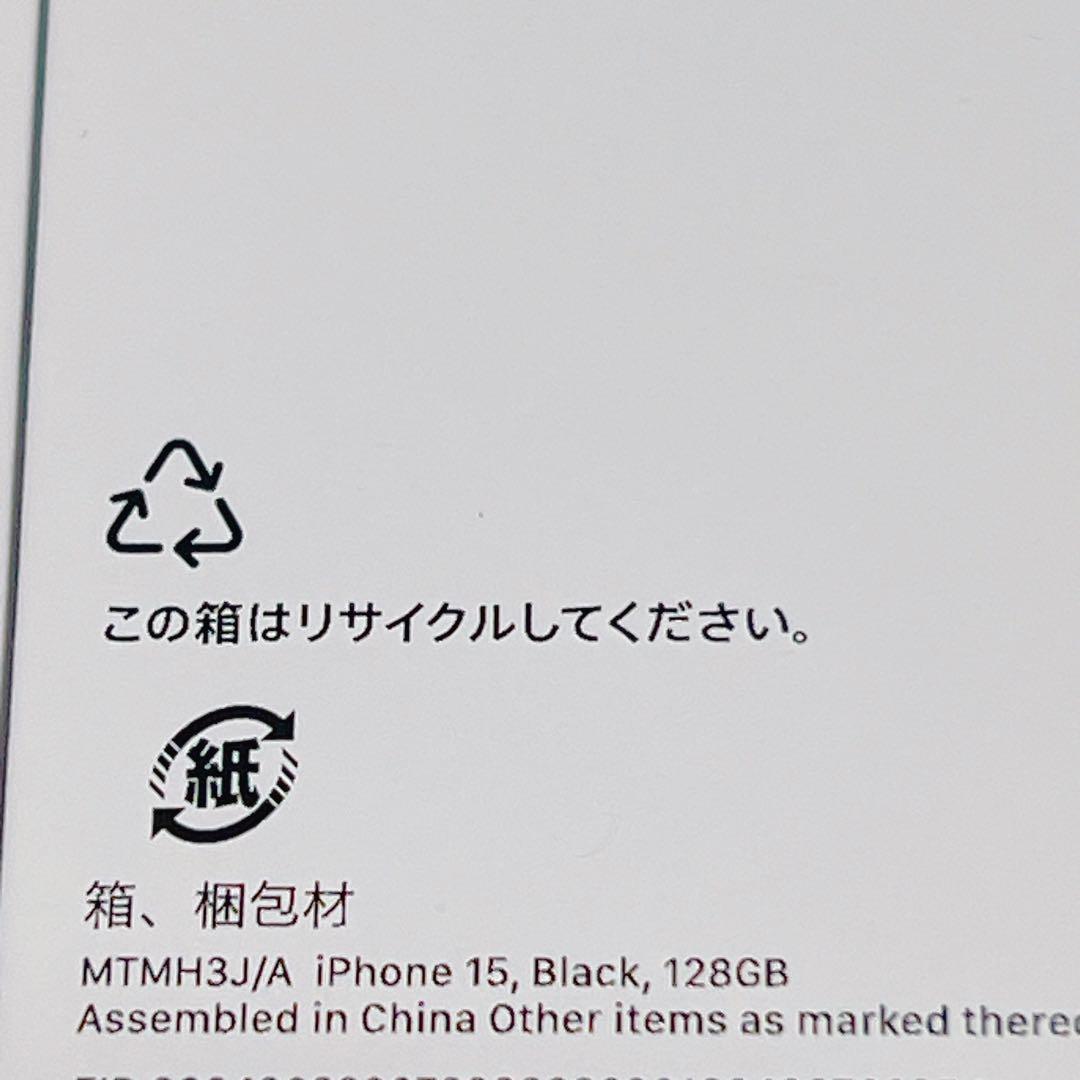 この箱はリサイクルしてください。
紙
箱、梱包材
MTMH3J/A iPhone 15, Black, 128GB
Assembled in China Other items as marked